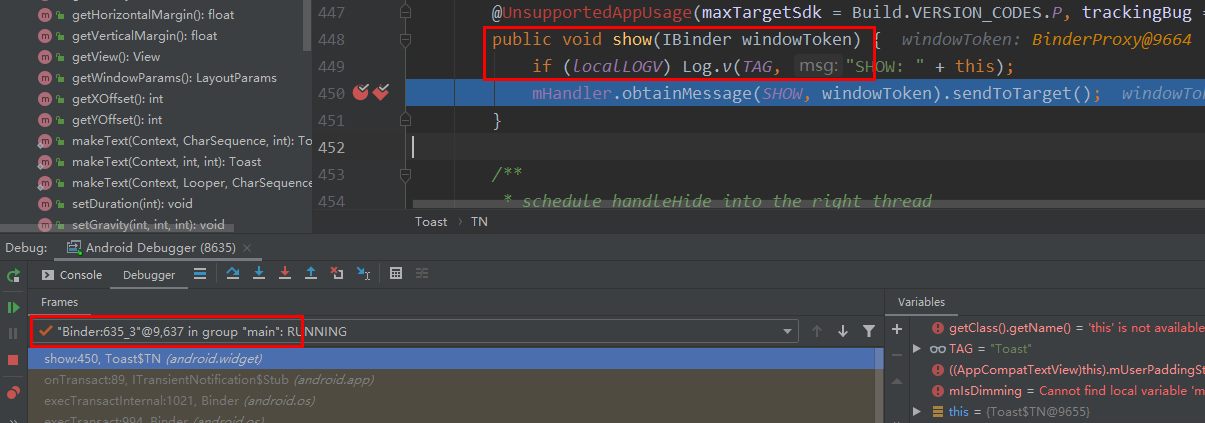 getHorizontalMargin(): float
getVerticalMargin(): float
getView(): View
getWindowParams(): LayoutParams
getXOffset(): int
getYOffset(): int
makeText(Context, CharSequence, int): To
makeText(Context, int, int): Toast
makeText(Context, Looper, CharSequence
setDuration(int): void
setGravity(int, int, int): void
447 @UnsupportedAppUsage(maxTargetSdk = Build.VERSION_CODES.P, trackingBug =
448 public void show(IBinder windowToken) { windowToken: BinderProxy@9664
449 if (localLOGV) Log.v(TAG, msg: "SHOW: " + this);
450 mHandler.obtainMessage(SHOW, windowToken).sendToTarget(); windowTo
451 }
452
453 /**
454 * schedule handleHide into the right thread
Toast > TN
Debug: Android Debugger (8635) ×
Console Debugger
Frames
"Binder:635_3"@9,637 in group "main": RUNNING
show:450, Toast$TN (android.widget)
onTransact:89, ITransientNotification$Stub (android.app)
execTransactInternal:1021, Binder (android.os)
execTransact:994, Binder (android.os)
Variables
getClass().getName() = 'this' is not available
TAG = "Toast"
((AppCompatTextView)this).mUserPaddingSt
mIsDimming = Cannot find local variable 'm
this = {Toast$TN@9655}